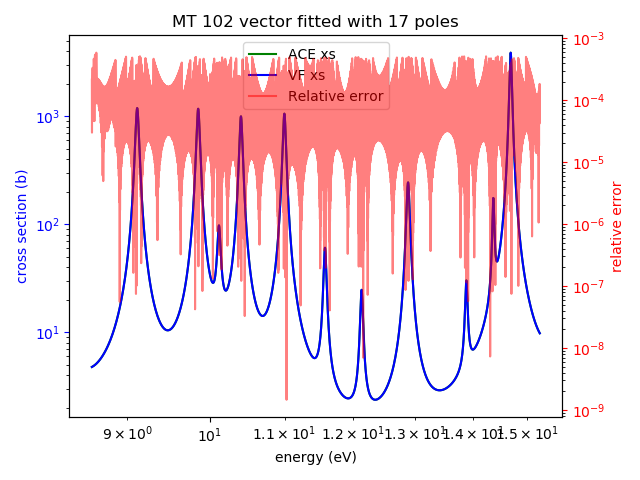 MT 102 vector fitted with 17 poles
ACE xs
VF xs
Relative error
cross section (b)
10³
10²
10¹
10⁻³
10⁻⁴
10⁻⁵
10⁻⁶
10⁻⁷
10⁻⁸
10⁻⁹
relative error
9×10⁰ 10¹ 1.1×10¹ 1.2×10¹ 1.3×10¹ 1.4×10¹ 1.5×10¹
energy (eV)